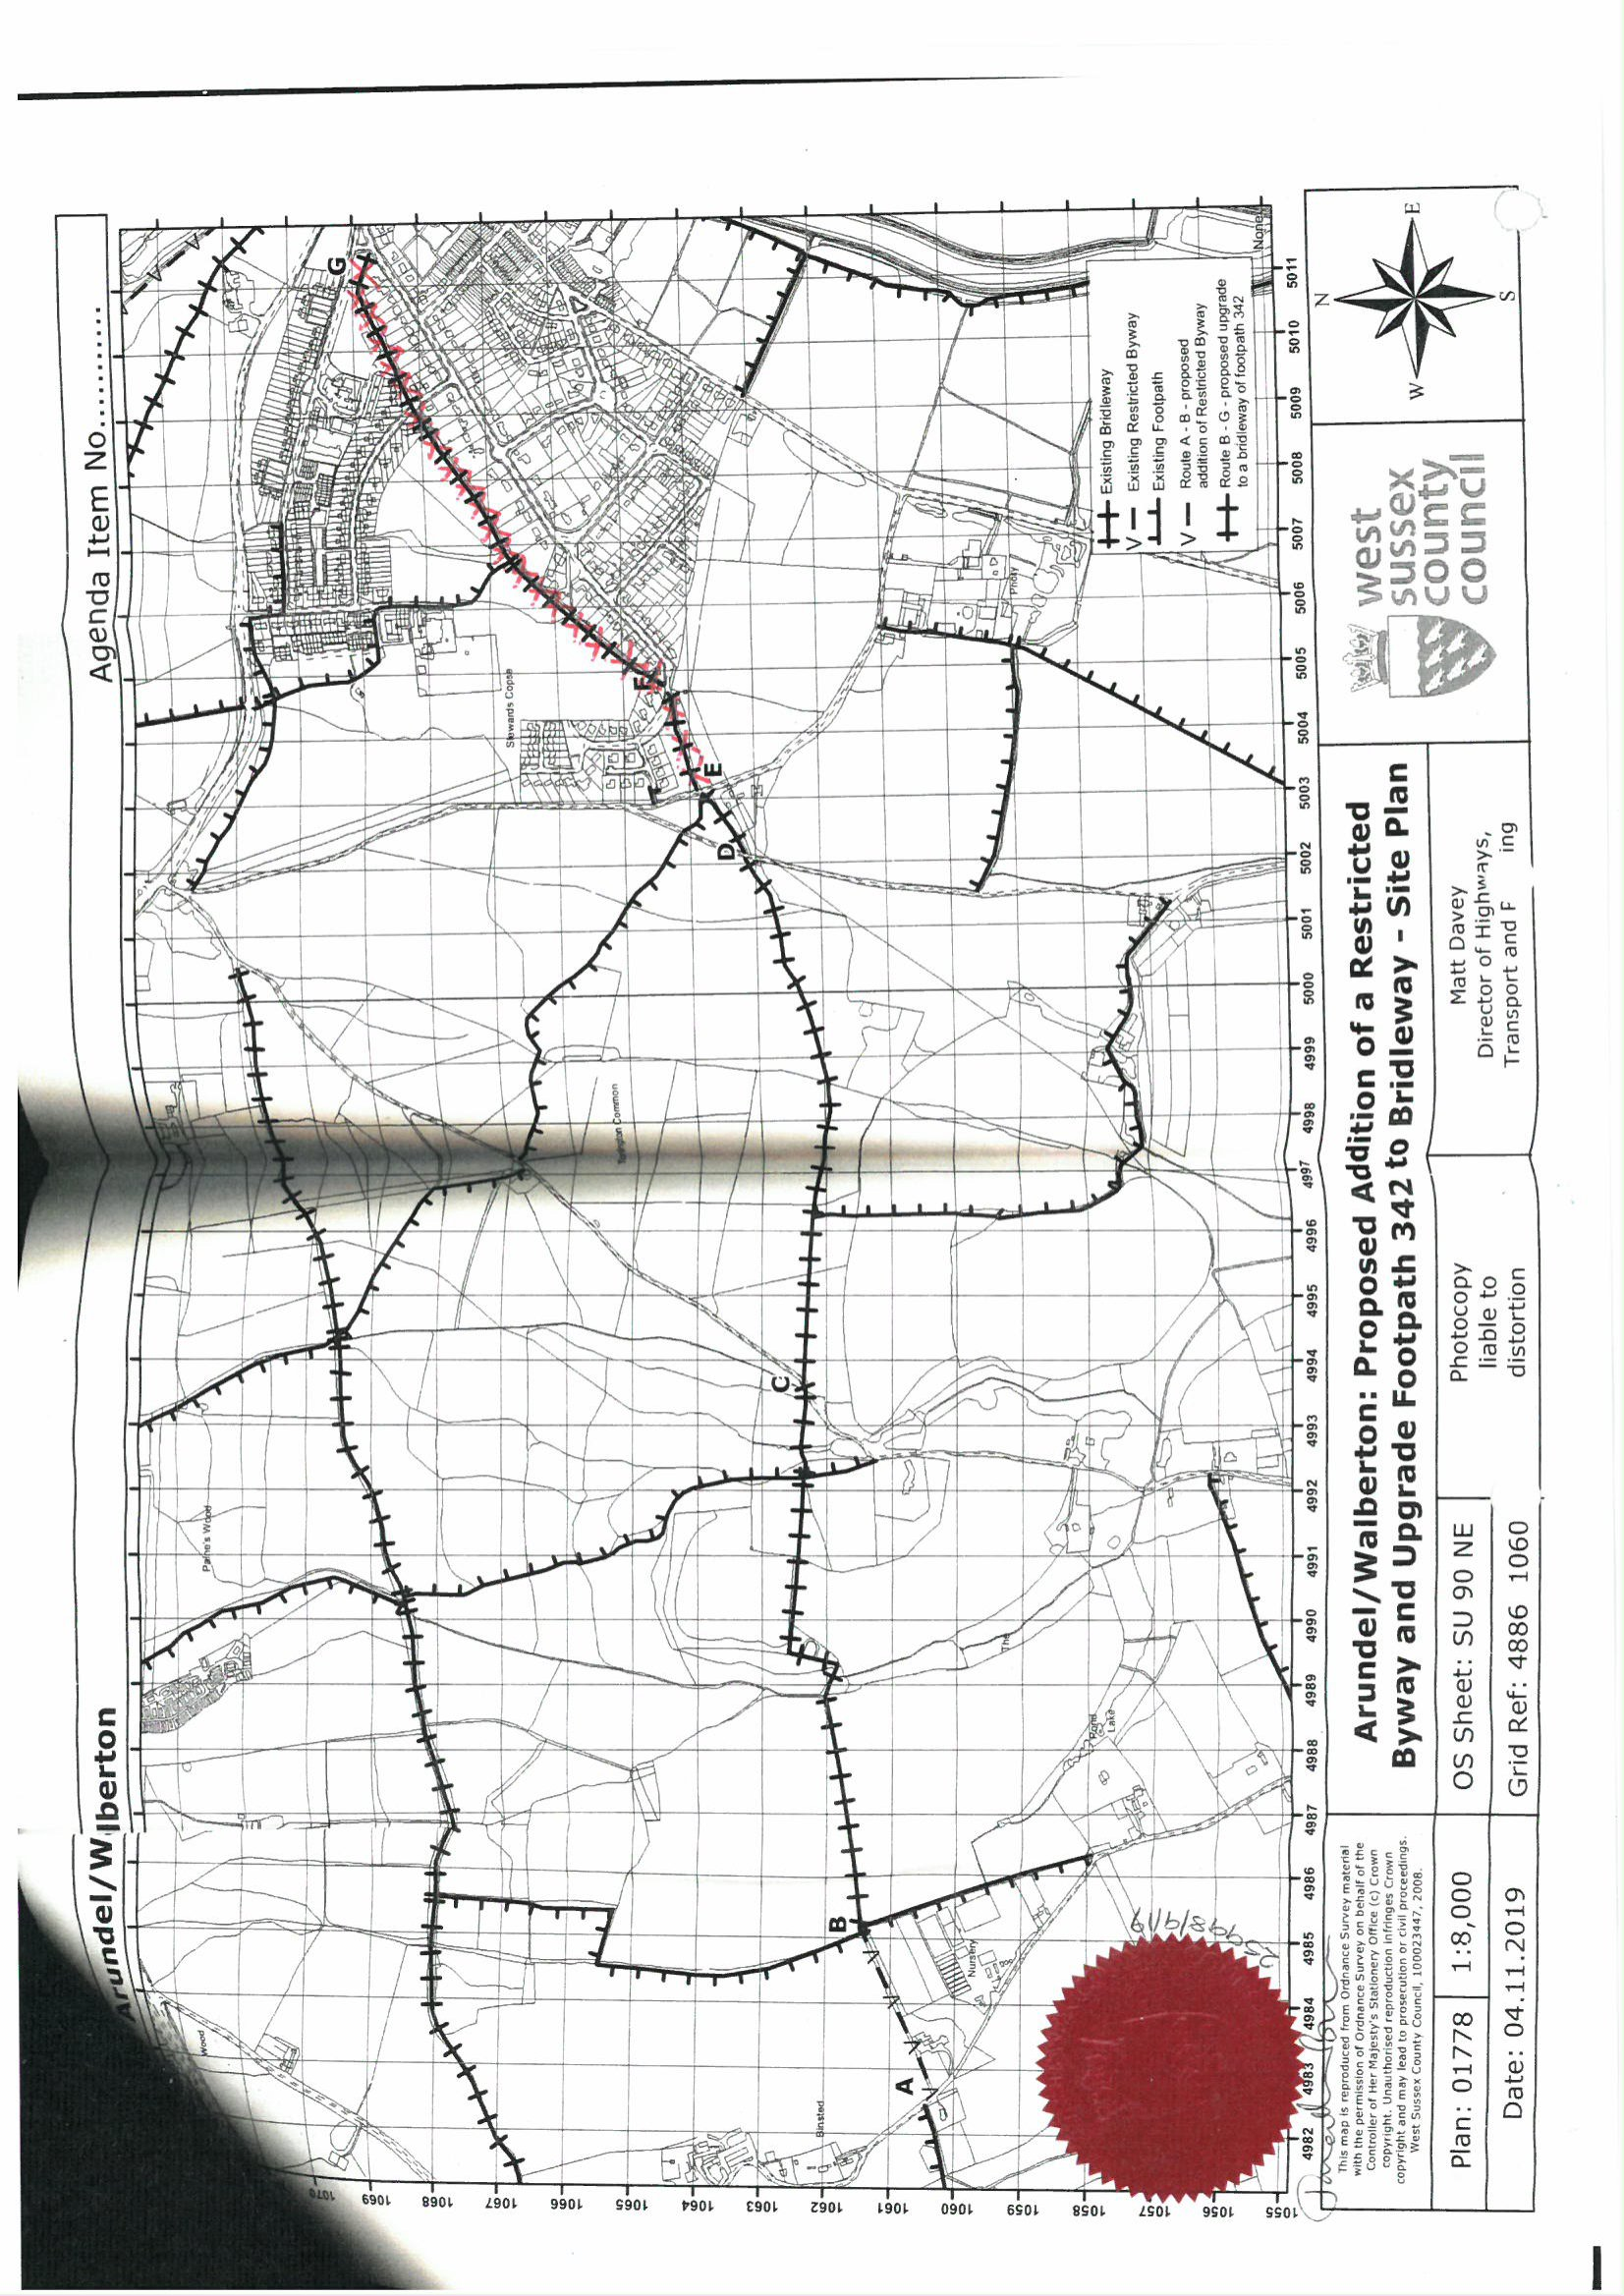 Agenda Item No..........
Arundel/Walberton
G
F
E
D
C
B
A
Stewards Copse
Tortington Common
Paine's Wood
Wood
Binsted
Nursery
Pond
Lake
The
None
Existing Bridleway
Existing Restricted Byway
Existing Footpath
Route A - B - proposed
addition of Restricted Byway
Route B - G - proposed upgrade
to a bridleway of footpath 342
1070
1069
1068
1067
1066
1065
1064
1063
1062
1061
1060
1059
1058
1057
1056
1055
4982
4983
4984
4985
4986
4987
4988
4989
4990
4991
4992
4993
4994
4995
4996
4997
4998
4999
5000
5001
5002
5003
5004
5005
5006
5007
5008
5009
5010
5011
This map is reproduced from Ordnance Survey material
with the permission of Ordnance Survey on behalf of the
Controller of Her Majesty's Stationery Office (c) Crown
copyright. Unauthorised reproduction infringes Crown
copyright and may lead to prosecution or civil proceedings.
West Sussex County Council, 100023447, 2008.
Plan: 01778
1:8,000
Date: 04.11.2019
Arundel/Walberton: Proposed Addition of a Restricted
Byway and Upgrade Footpath 342 to Bridleway - Site Plan
OS Sheet: SU 90 NE
Grid Ref: 4886 1060
Photocopy
liable to
distortion
Matt Davey
Director of Highways,
Transport and F ing
west
sussex
county
council
N
E
S
W